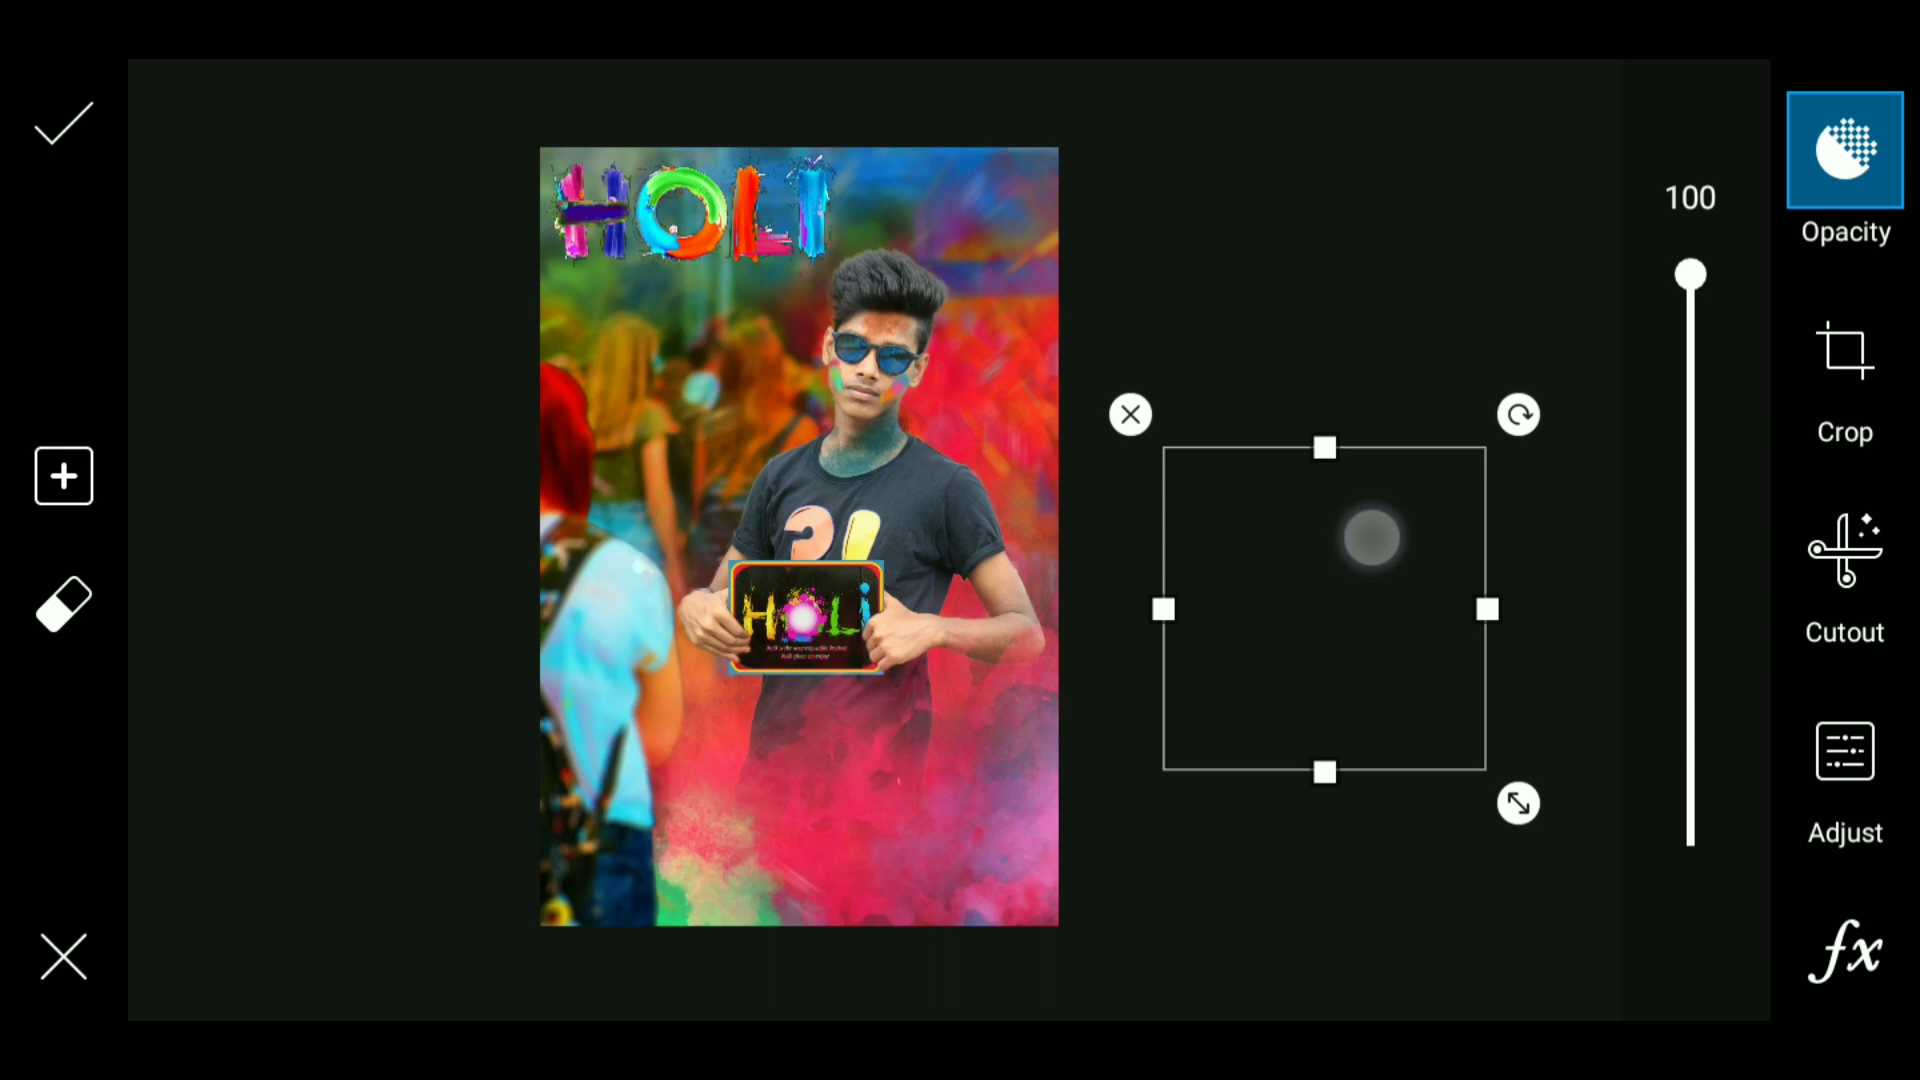 HOLI
100
Opacity
Crop
Cutout
Adjust
fx
?!
HOLi